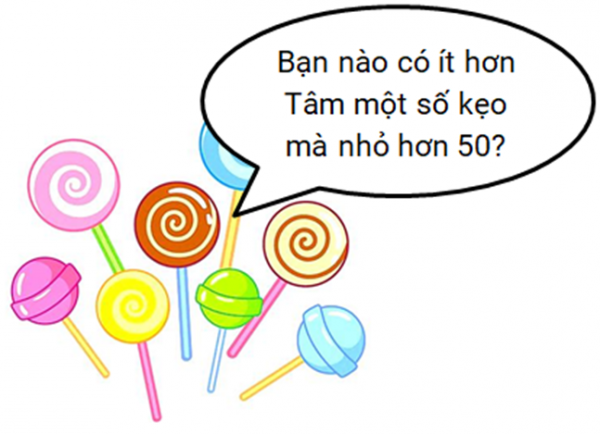 Bạn nào có ít hơn
Tâm một số kẹo
mà nhỏ hơn 50?